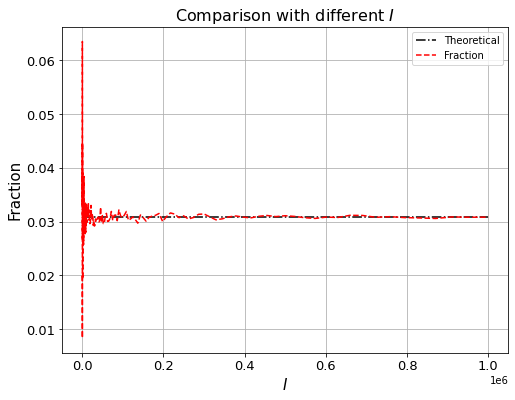 Comparison with different I
Theoretical
Fraction
0.06
0.05
0.04
0.03
0.02
0.01
Fraction
0.0 0.2 0.4 0.6 0.8 1.0
1e6
I